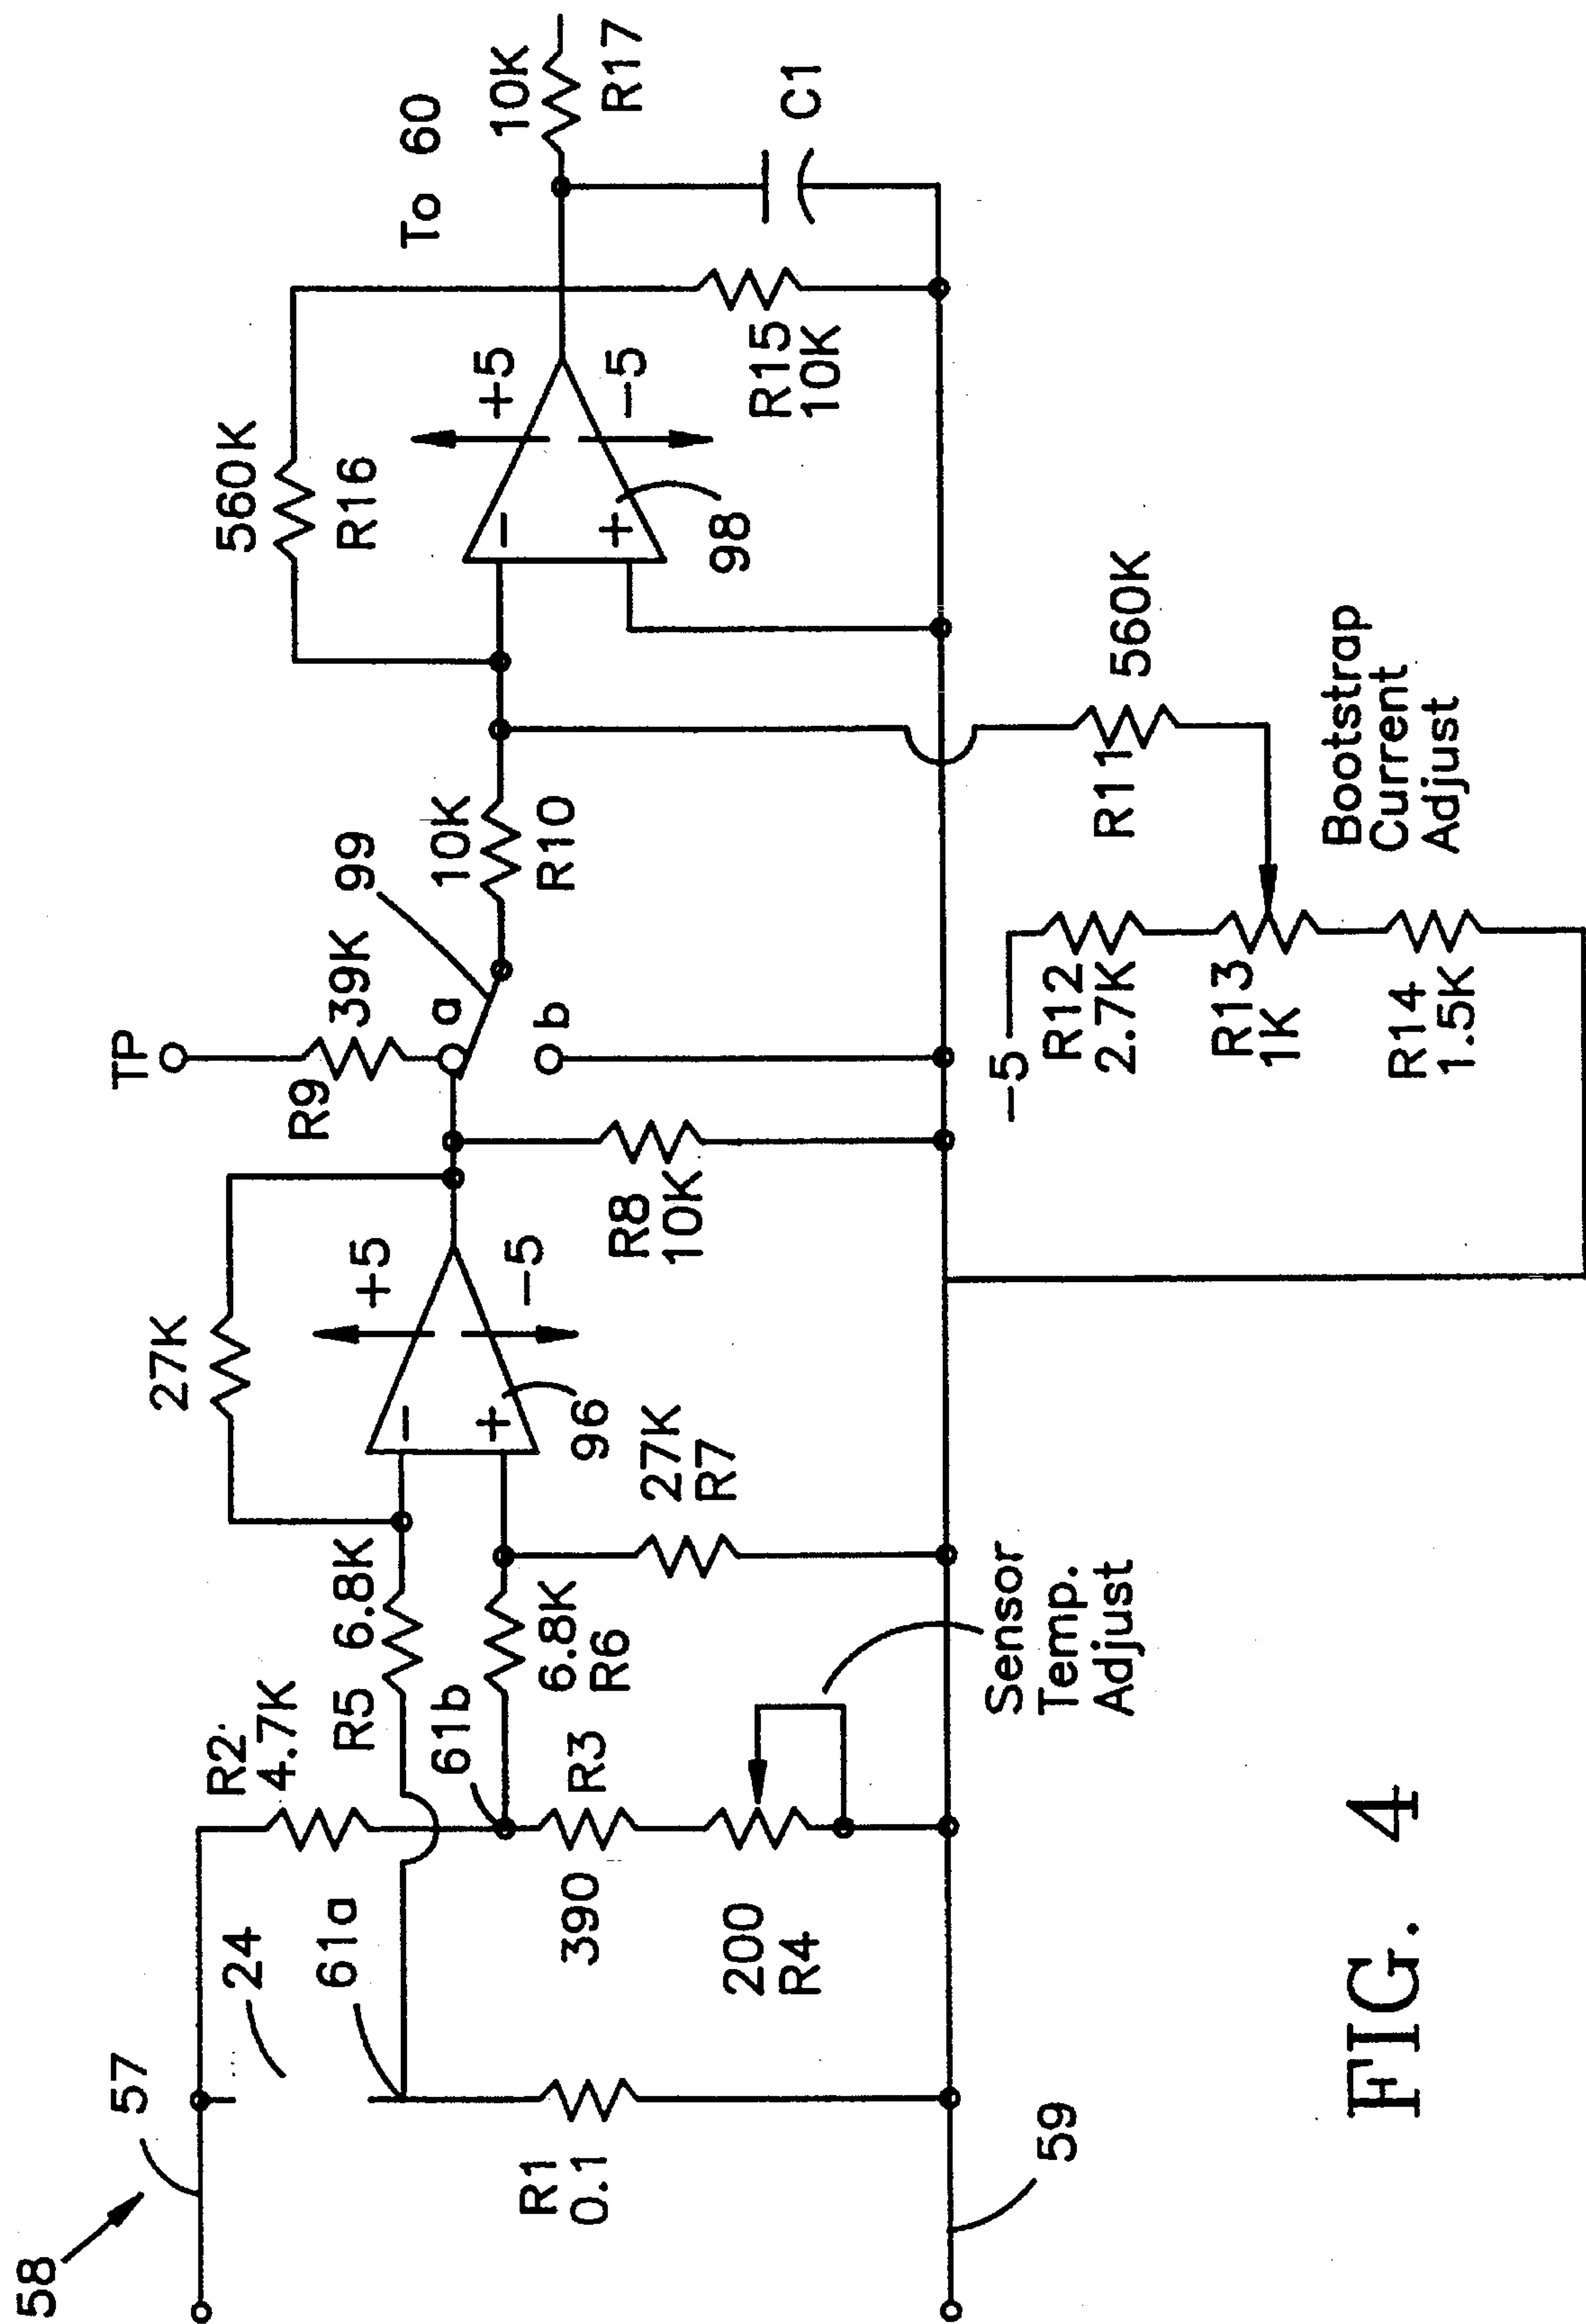 58
57
24
R2
4.7K
61a
R1
0.1
59
R5 6.8K
61b
6.8K
R6
R3
390
200
R4
Sensor
Temp.
Adjust
27K
+5
-5
-
+
96
27K
R7
R8
10K
TP
R9
39K
a
b
99
10K
R10
560K
R16
+5
-5
-
+
98
R15
10K
To 60
10K
R17
C1
R11
560K
-5
R12
2.7K
R13
1K
R14
1.5K
Bootstrap
Current
Adjust
FIG. 4